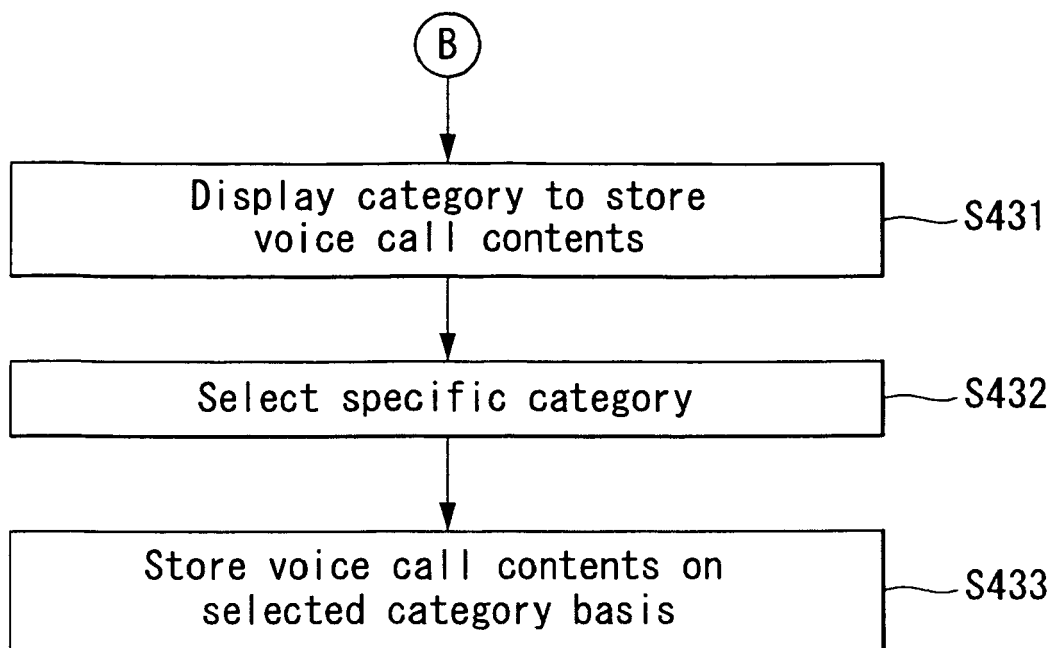 B
Display category to store
voice call contents
S431
Select specific category
S432
Store voice call contents on
selected category basis
S433